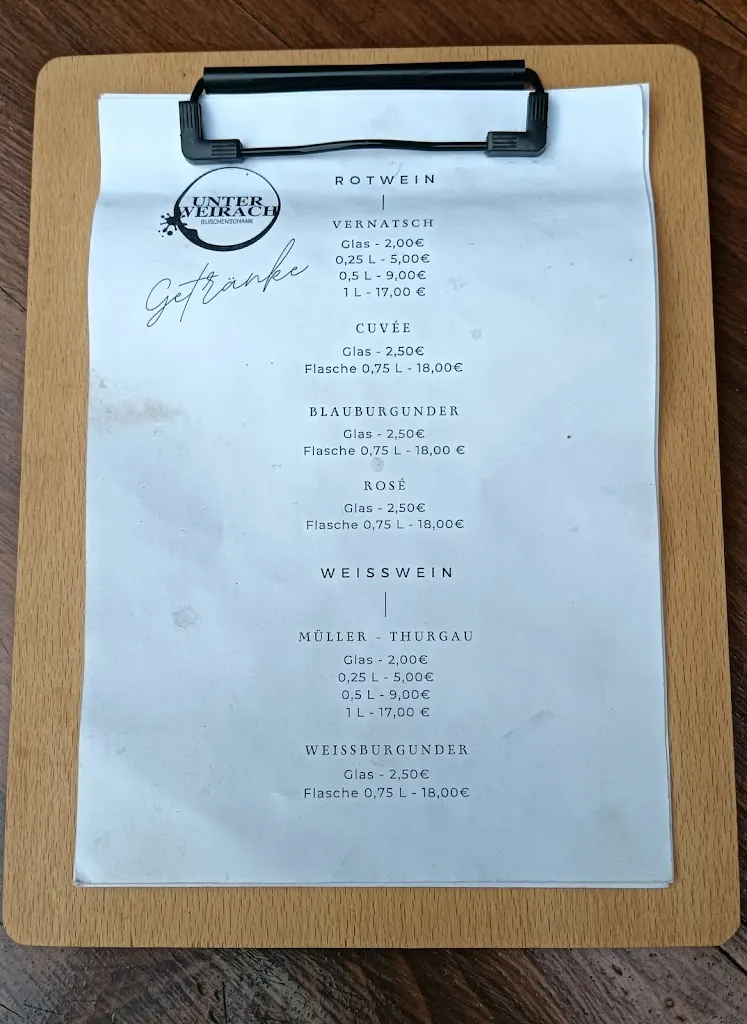 UNTER
WEIRACH
BUSCHENSCHANK
Getränke
ROTWEIN
VERNATSCH
Glas - 2,00€
0,25 L - 5,00€
0,5 L - 9,00€
1 L - 17,00 €
CUVÉE
Glas - 2,50€
Flasche 0,75 L - 18,00€
BLAUBURGUNDER
Glas - 2,50€
Flasche 0,75 L - 18,00 €
ROSÉ
Glas - 2,50€
Flasche 0,75 L - 18,00€
WEISSWEIN
MÜLLER - THURGAU
Glas - 2,00€
0,25 L - 5,00€
0,5 L - 9,00€
1 L - 17,00 €
WEISSBURGUNDER
Glas - 2,50€
Flasche 0,75 L - 18,00€